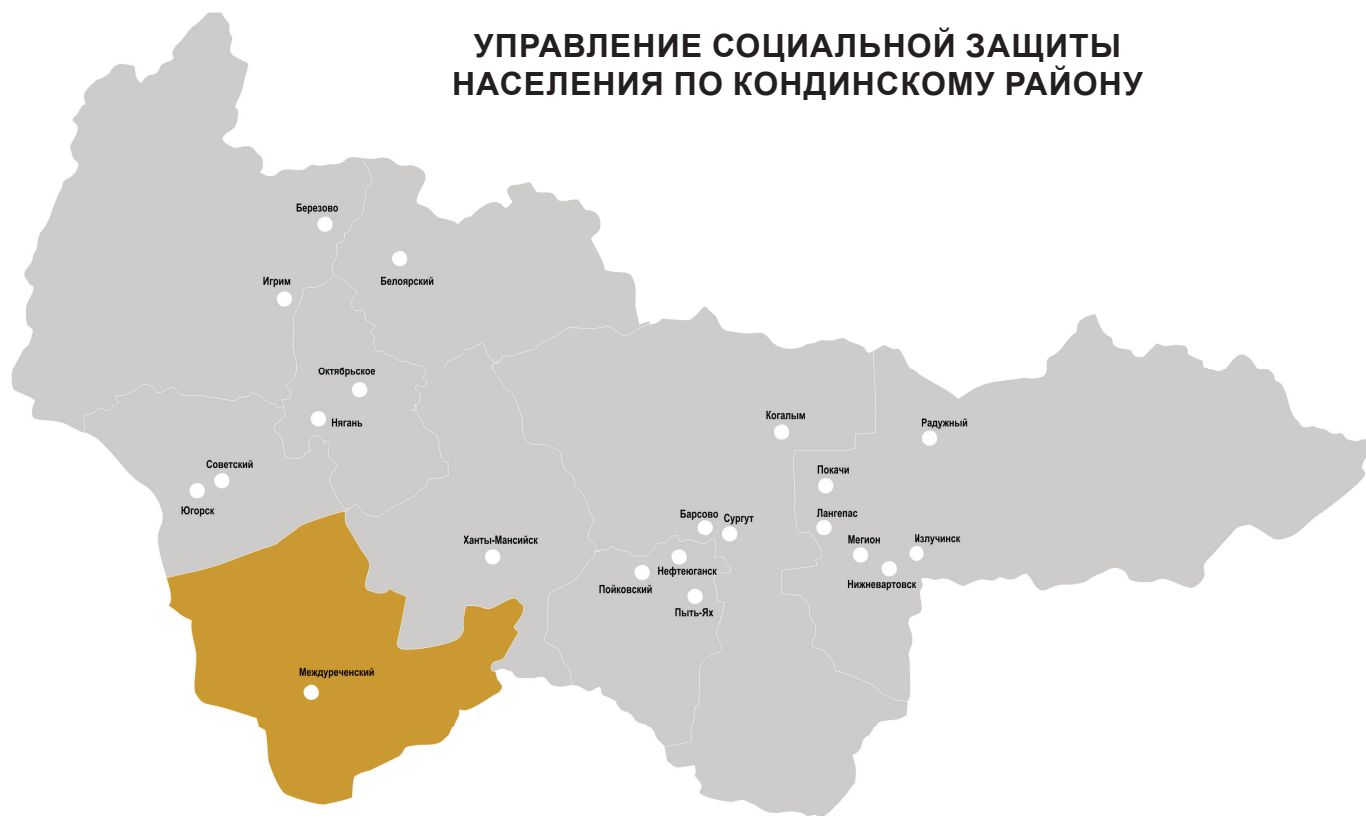 УПРАВЛЕНИЕ СОЦИАЛЬНОЙ ЗАЩИТЫ
НАСЕЛЕНИЯ ПО КОНДИНСКОМУ РАЙОНУ
Березово
Игрим
Белоярский
Октябрьское
Нягань
Советский
Югорск
Когалым
Радужный
Покачи
Лангепас
Барсово
Сургут
Ханты-Мансийск
Мегион
Излучинск
Нефтеюганск
Пойковский
Нижневартовск
Пыть-Ях
Междуреченский